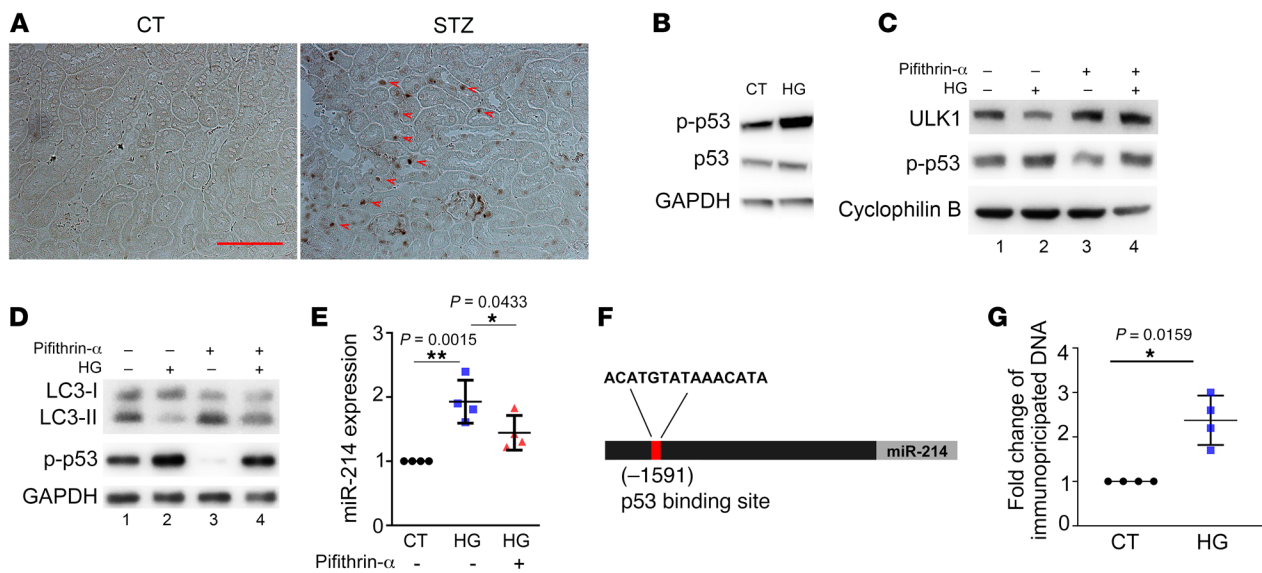 A
CT
STZ
B
CT HG
p-p53
p53
GAPDH
C
Pifithrin-α – – + +
HG – + – +
ULK1
p-p53
Cyclophilin B
1 2 3 4
D
Pifithrin-α – – + +
HG – + – +
LC3-I
LC3-II
p-p53
GAPDH
1 2 3 4
E
P = 0.0433
*
P = 0.0015
**
miR-214 expression
3
2
1
0
CT HG HG
Pifithrin-α - - +
F
ACATGTATAAACATA
miR-214
(–1591)
p53 binding site
G
P = 0.0159
*
Fold change of
immunopricipated DNA
4
3
2
1
0
CT HG